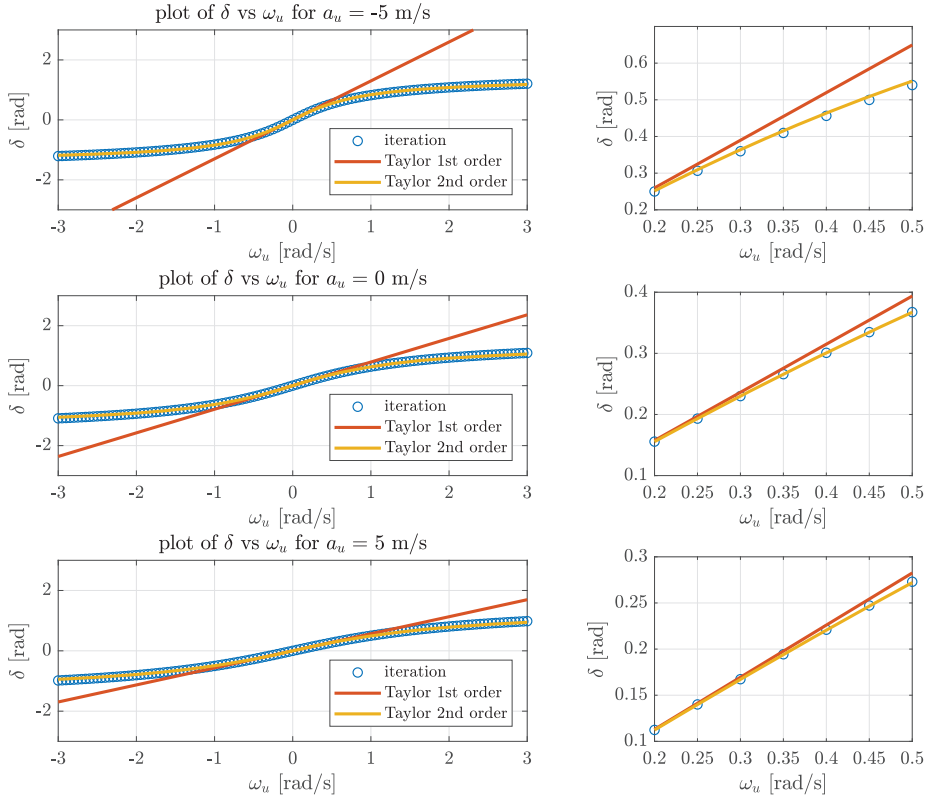 plot of δ vs ω_u for a_u = -5 m/s
δ [rad]
2
0
-2
-3 -2 -1 0 1 2 3
ω_u [rad/s]
iteration
Taylor 1st order
Taylor 2nd order
δ [rad]
0.6
0.5
0.4
0.3
0.2
0.2 0.25 0.3 0.35 0.4 0.45 0.5
ω_u [rad/s]
plot of δ vs ω_u for a_u = 0 m/s
δ [rad]
2
0
-2
-3 -2 -1 0 1 2 3
ω_u [rad/s]
iteration
Taylor 1st order
Taylor 2nd order
δ [rad]
0.4
0.3
0.2
0.1
0.2 0.25 0.3 0.35 0.4 0.45 0.5
ω_u [rad/s]
plot of δ vs ω_u for a_u = 5 m/s
δ [rad]
2
0
-2
-3 -2 -1 0 1 2 3
ω_u [rad/s]
iteration
Taylor 1st order
Taylor 2nd order
δ [rad]
0.3
0.25
0.2
0.15
0.1
0.2 0.25 0.3 0.35 0.4 0.45 0.5
ω_u [rad/s]